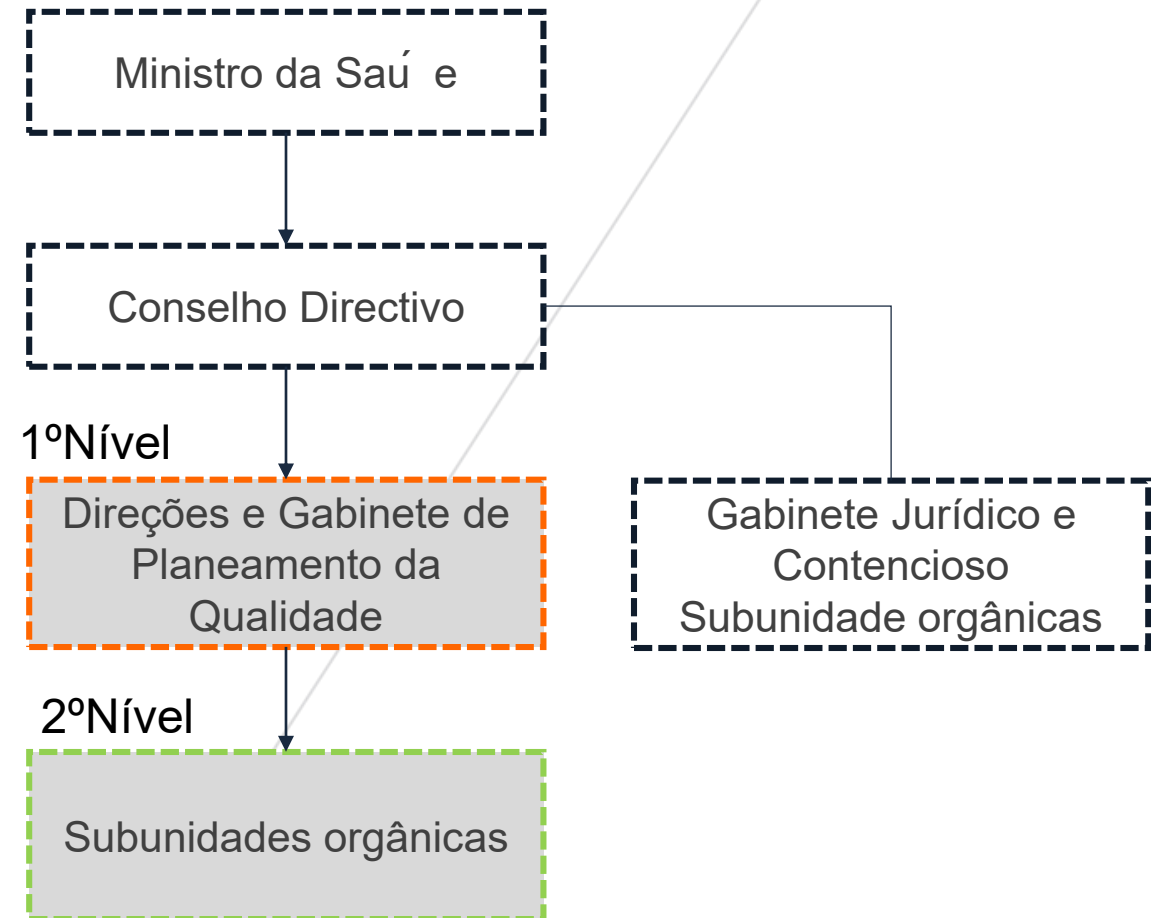 Ministro da Saú e
Conselho Directivo
1ºNível
Direções e Gabinete de
Planeamento da
Qualidade
Gabinete Jurídico e
Contencioso
Subunidade orgânicas
2ºNível
Subunidades orgânicas